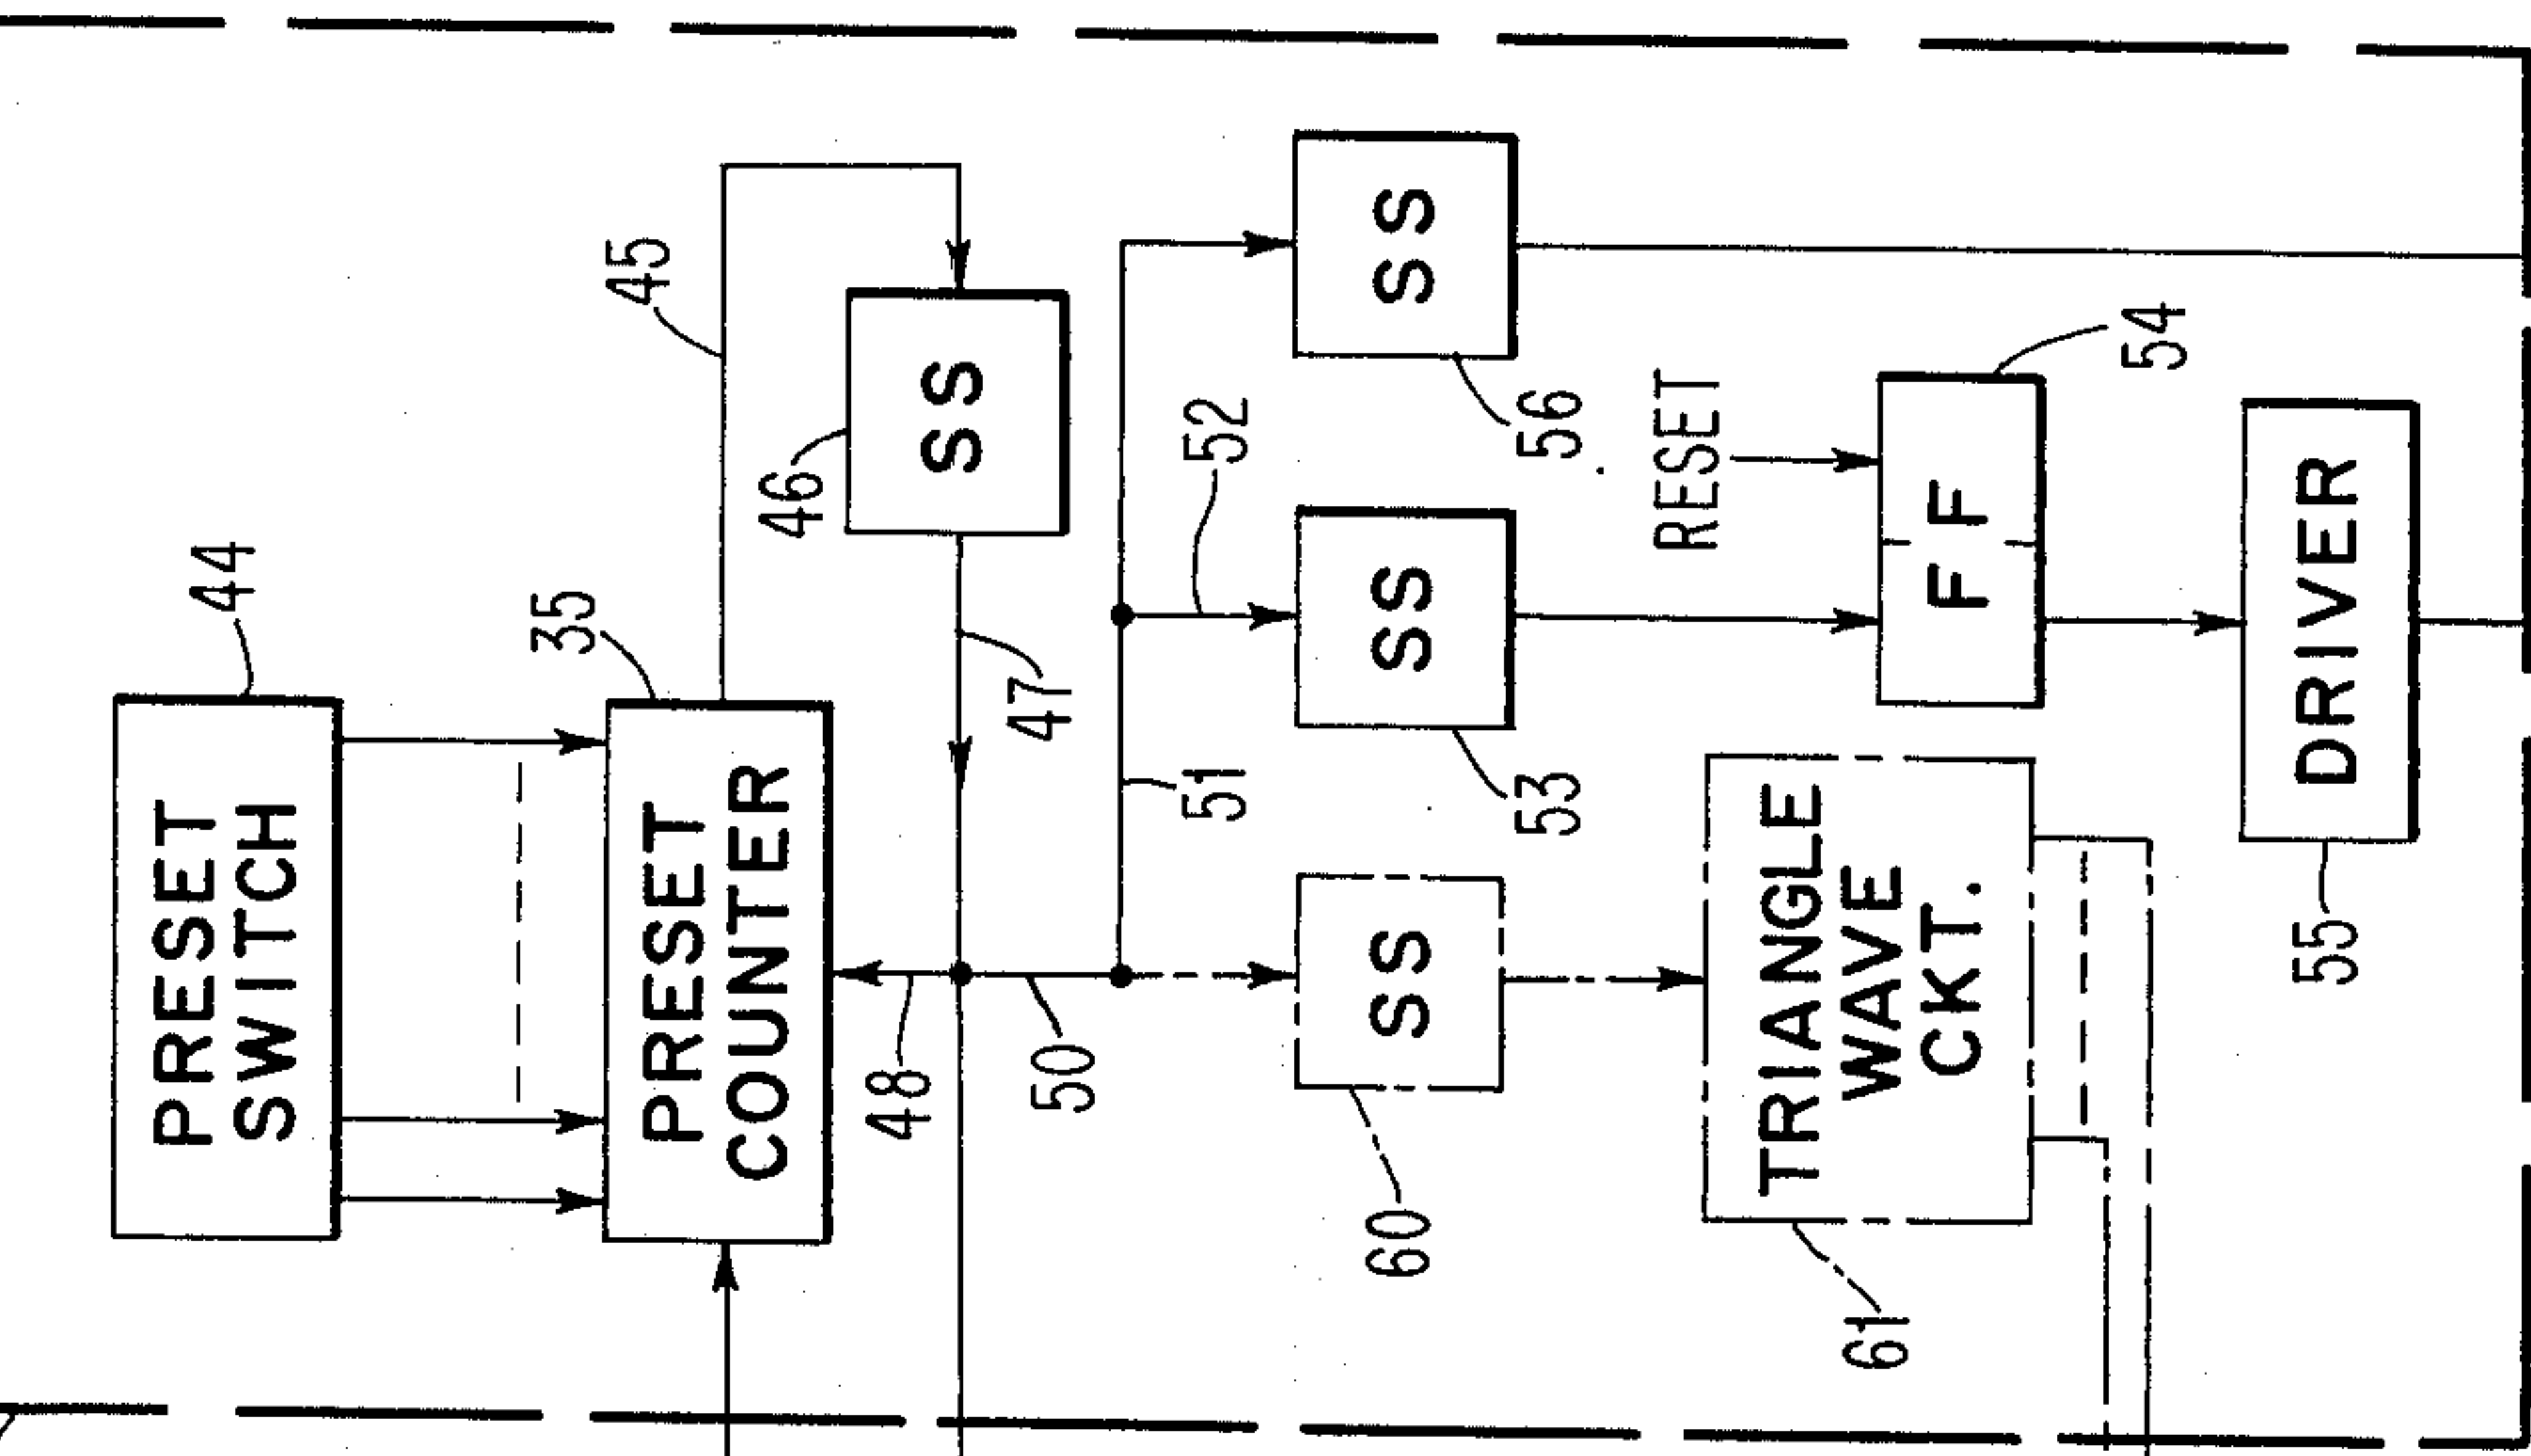 PRESET
SWITCH
44
PRESET
COUNTER
35
45
SS
46
47
48
50
51
52
SS
56
SS
53
SS
60
RESET
FF
54
TRIANGLE
WAVE
CKT.
61
DRIVER
55